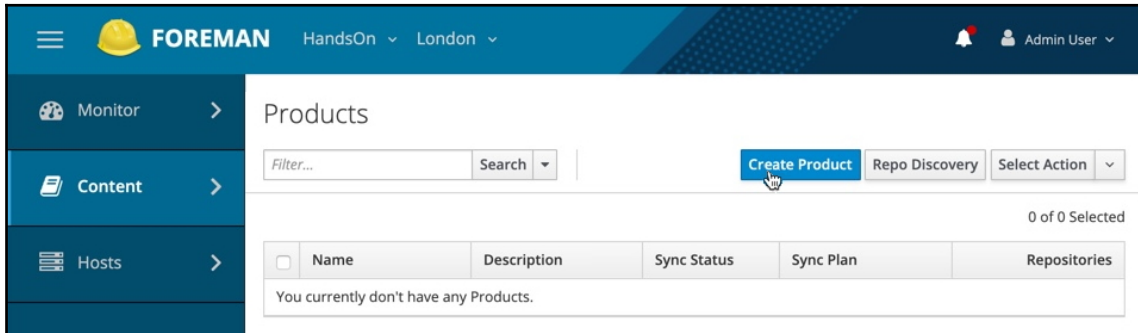 FOREMAN HandsOn London Admin User
Monitor
Content
Hosts
Products
Filter... Search Create Product Repo Discovery Select Action
0 of 0 Selected
Name Description Sync Status Sync Plan Repositories
You currently don't have any Products.